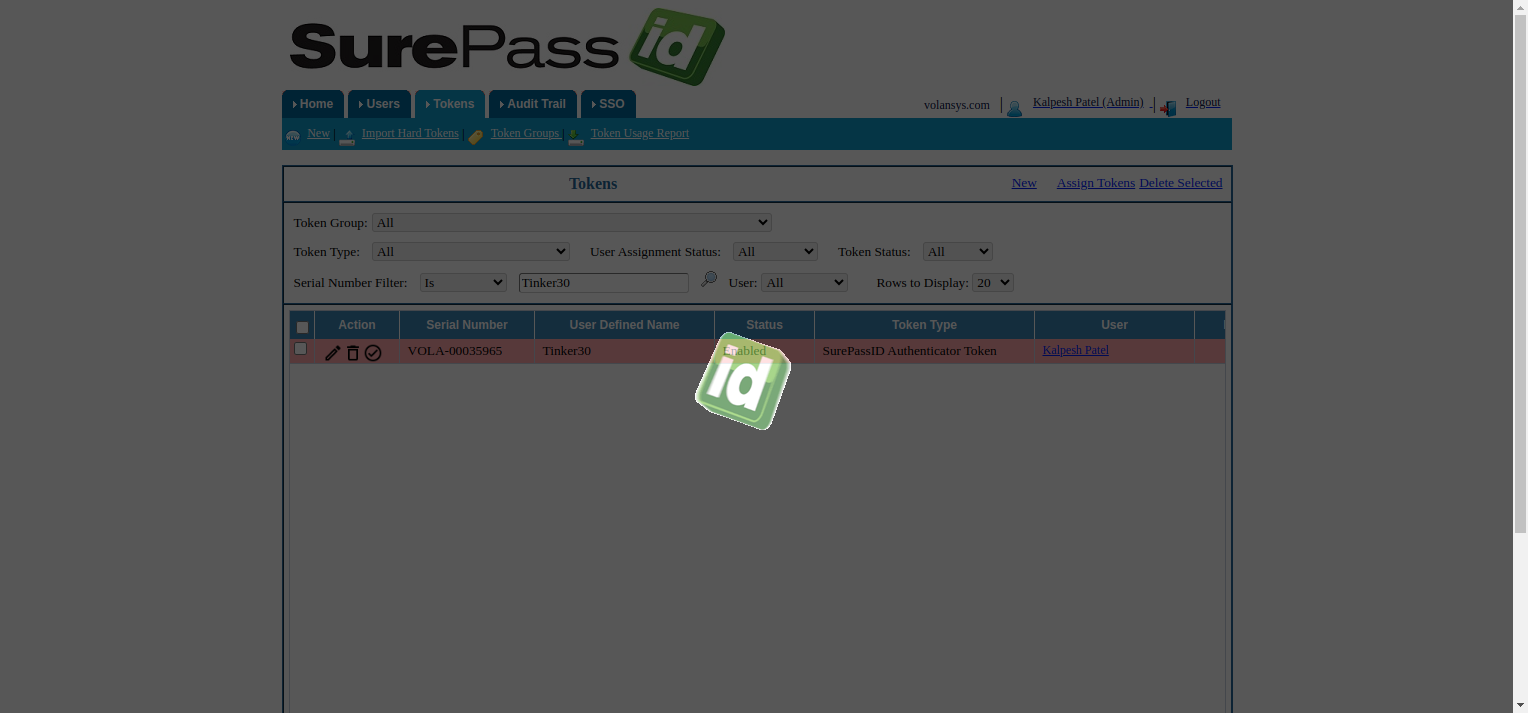 SurePass id
Home Users Tokens Audit Trail SSO
volansys.com | Kalpesh Patel (Admin) - | Logout
New | Import Hard Tokens | Token Groups | Token Usage Report
Tokens New Assign Tokens Delete Selected
Token Group: All
Token Type: All User Assignment Status: All Token Status: All
Serial Number Filter: Is Tinker30 User: All Rows to Display: 20
Action Serial Number User Defined Name Status Token Type User
VOLA-00035965 Tinker30 Enabled SurePassID Authenticator Token Kalpesh Patel
id